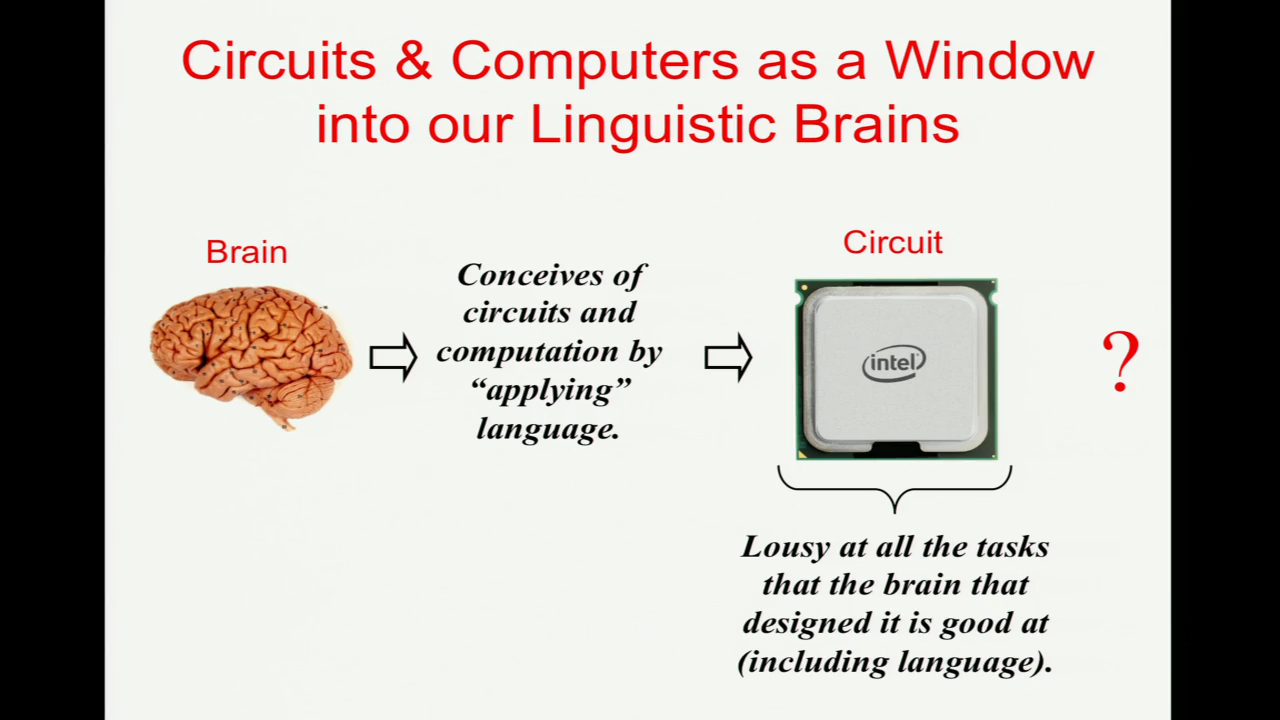 Circuits & Computers as a Window
into our Linguistic Brains
Brain
Conceives of
circuits and
computation by
“applying”
language.
Circuit
intel
?
Lousy at all the tasks
that the brain that
designed it is good at
(including language).